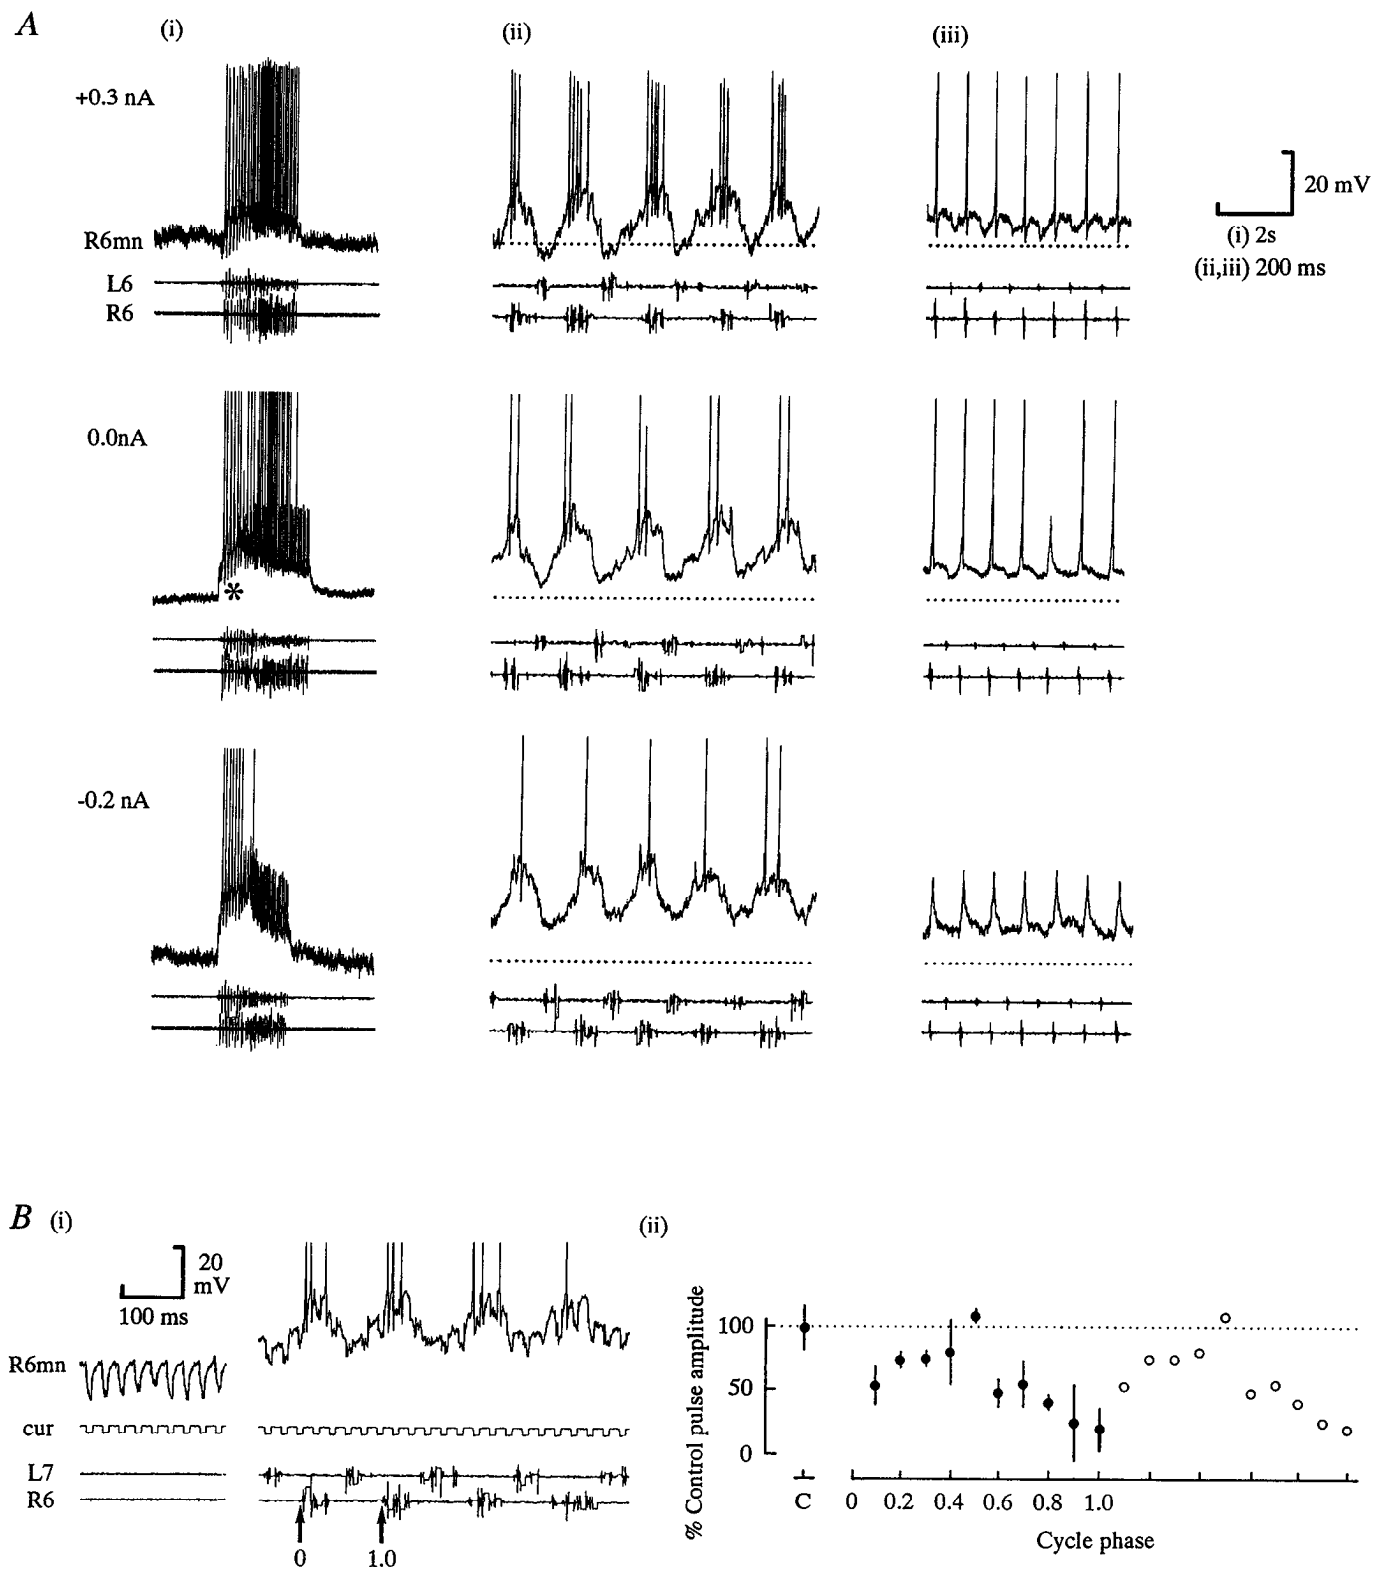 A
(i)
(ii)
(iii)
+0.3 nA
R6mn
L6
R6
20 mV
(i) 2s
(ii,iii) 200 ms
0.0nA
*
-0.2 nA
B (i)
20
mV
100 ms
R6mn
cur
L7
R6
0
1.0
(ii)
% Control pulse amplitude
100
50
0
C
0 0.2 0.4 0.6 0.8 1.0
Cycle phase